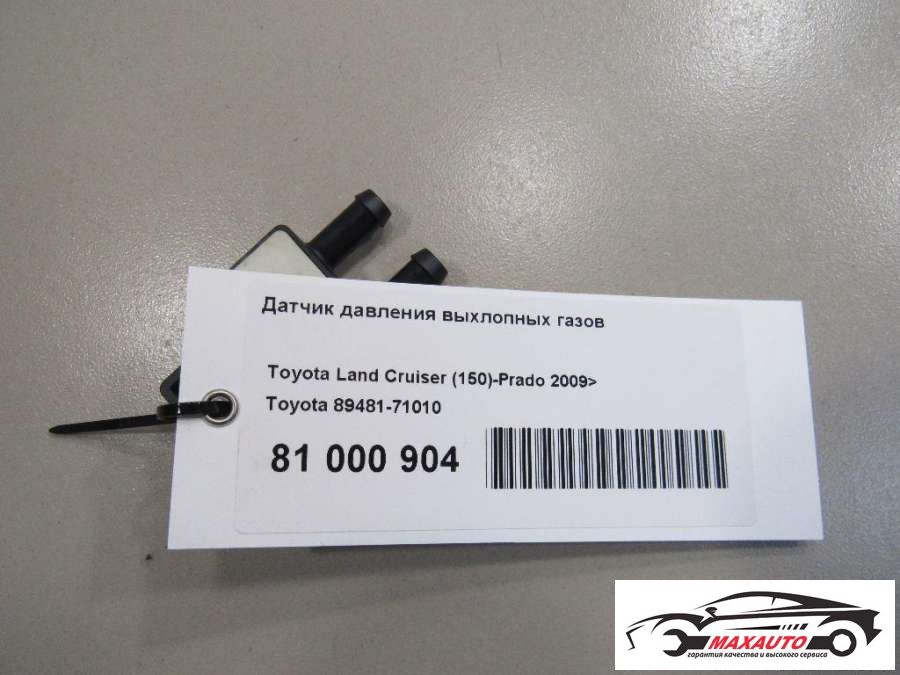 Датчик давления выхлопных газов
Toyota Land Cruiser (150)-Prado 2009>
Toyota 89481-71010
81 000 904
MAXAUTO
гарантия качества и высокого сервиса